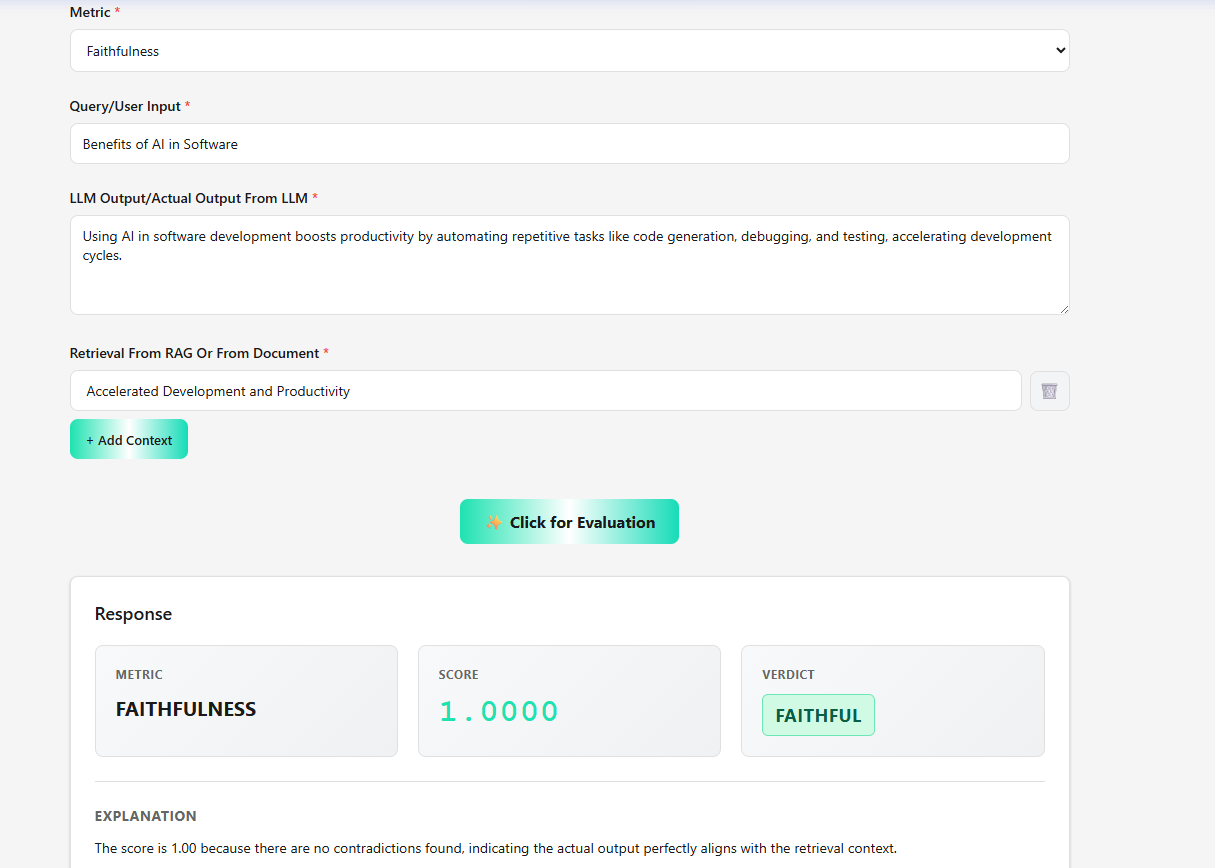 Metric *
Faithfulness
Query/User Input *
Benefits of AI in Software
LLM Output/Actual Output From LLM *
Using AI in software development boosts productivity by automating repetitive tasks like code generation, debugging, and testing, accelerating development
cycles.
Retrieval From RAG Or From Document *
Accelerated Development and Productivity
+ Add Context
✨ Click for Evaluation
Response
METRIC
FAITHFULNESS
SCORE
1.0000
VERDICT
FAITHFUL
EXPLANATION
The score is 1.00 because there are no contradictions found, indicating the actual output perfectly aligns with the retrieval context.